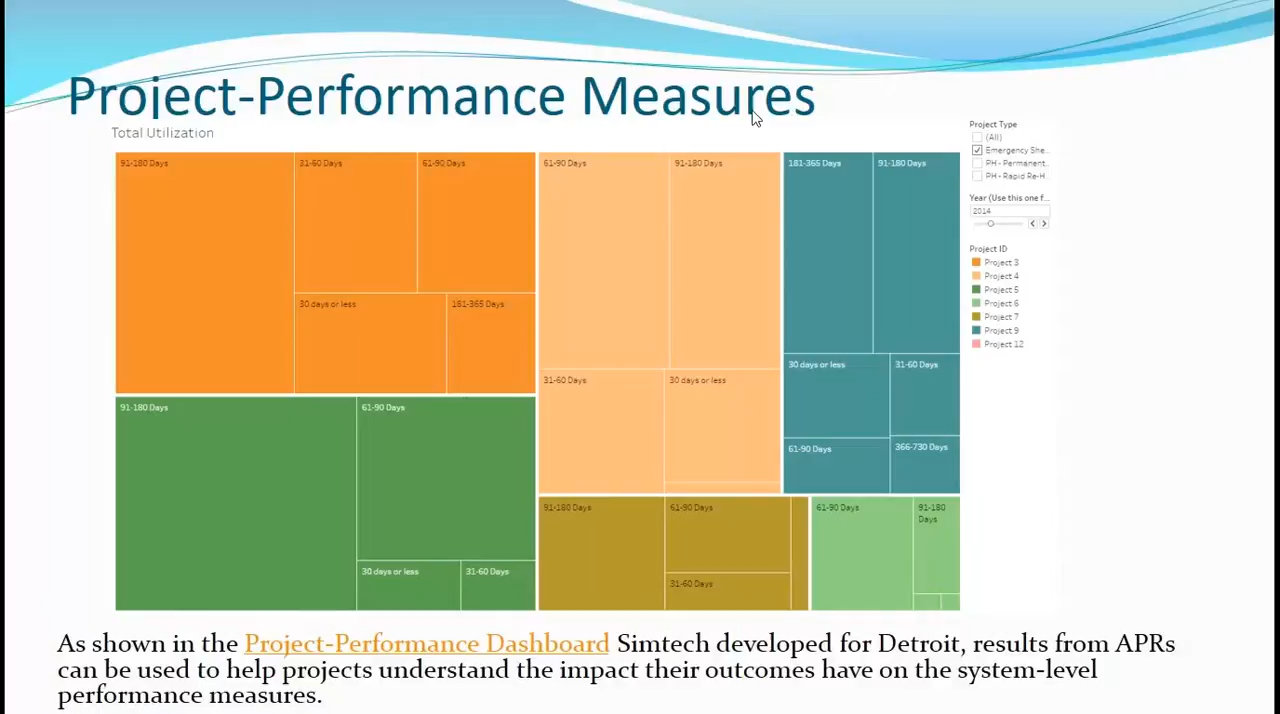 Project-Performance Measures
Total Utilization
91-180 Days
31-60 Days
61-90 Days
30 days or less
181-365 Days
91-180 Days
61-90 Days
30 days or less
31-60 Days
61-90 Days
91-180 Days
31-60 Days
30 days or less
91-180 Days
61-90 Days
31-60 Days
181-365 Days
91-180 Days
30 days or less
31-60 Days
61-90 Days
366-730 Days
61-90 Days
91-180
Days
Project Type
(All)
Emergency She..
PH - Permanent..
PH - Rapid Re-H..
Year (Use this one f...
2014
Project ID
Project 3
Project 4
Project 5
Project 6
Project 7
Project 9
Project 12
As shown in the Project-Performance Dashboard Simtech developed for Detroit, results from APRs
can be used to help projects understand the impact their outcomes have on the system-level
performance measures.